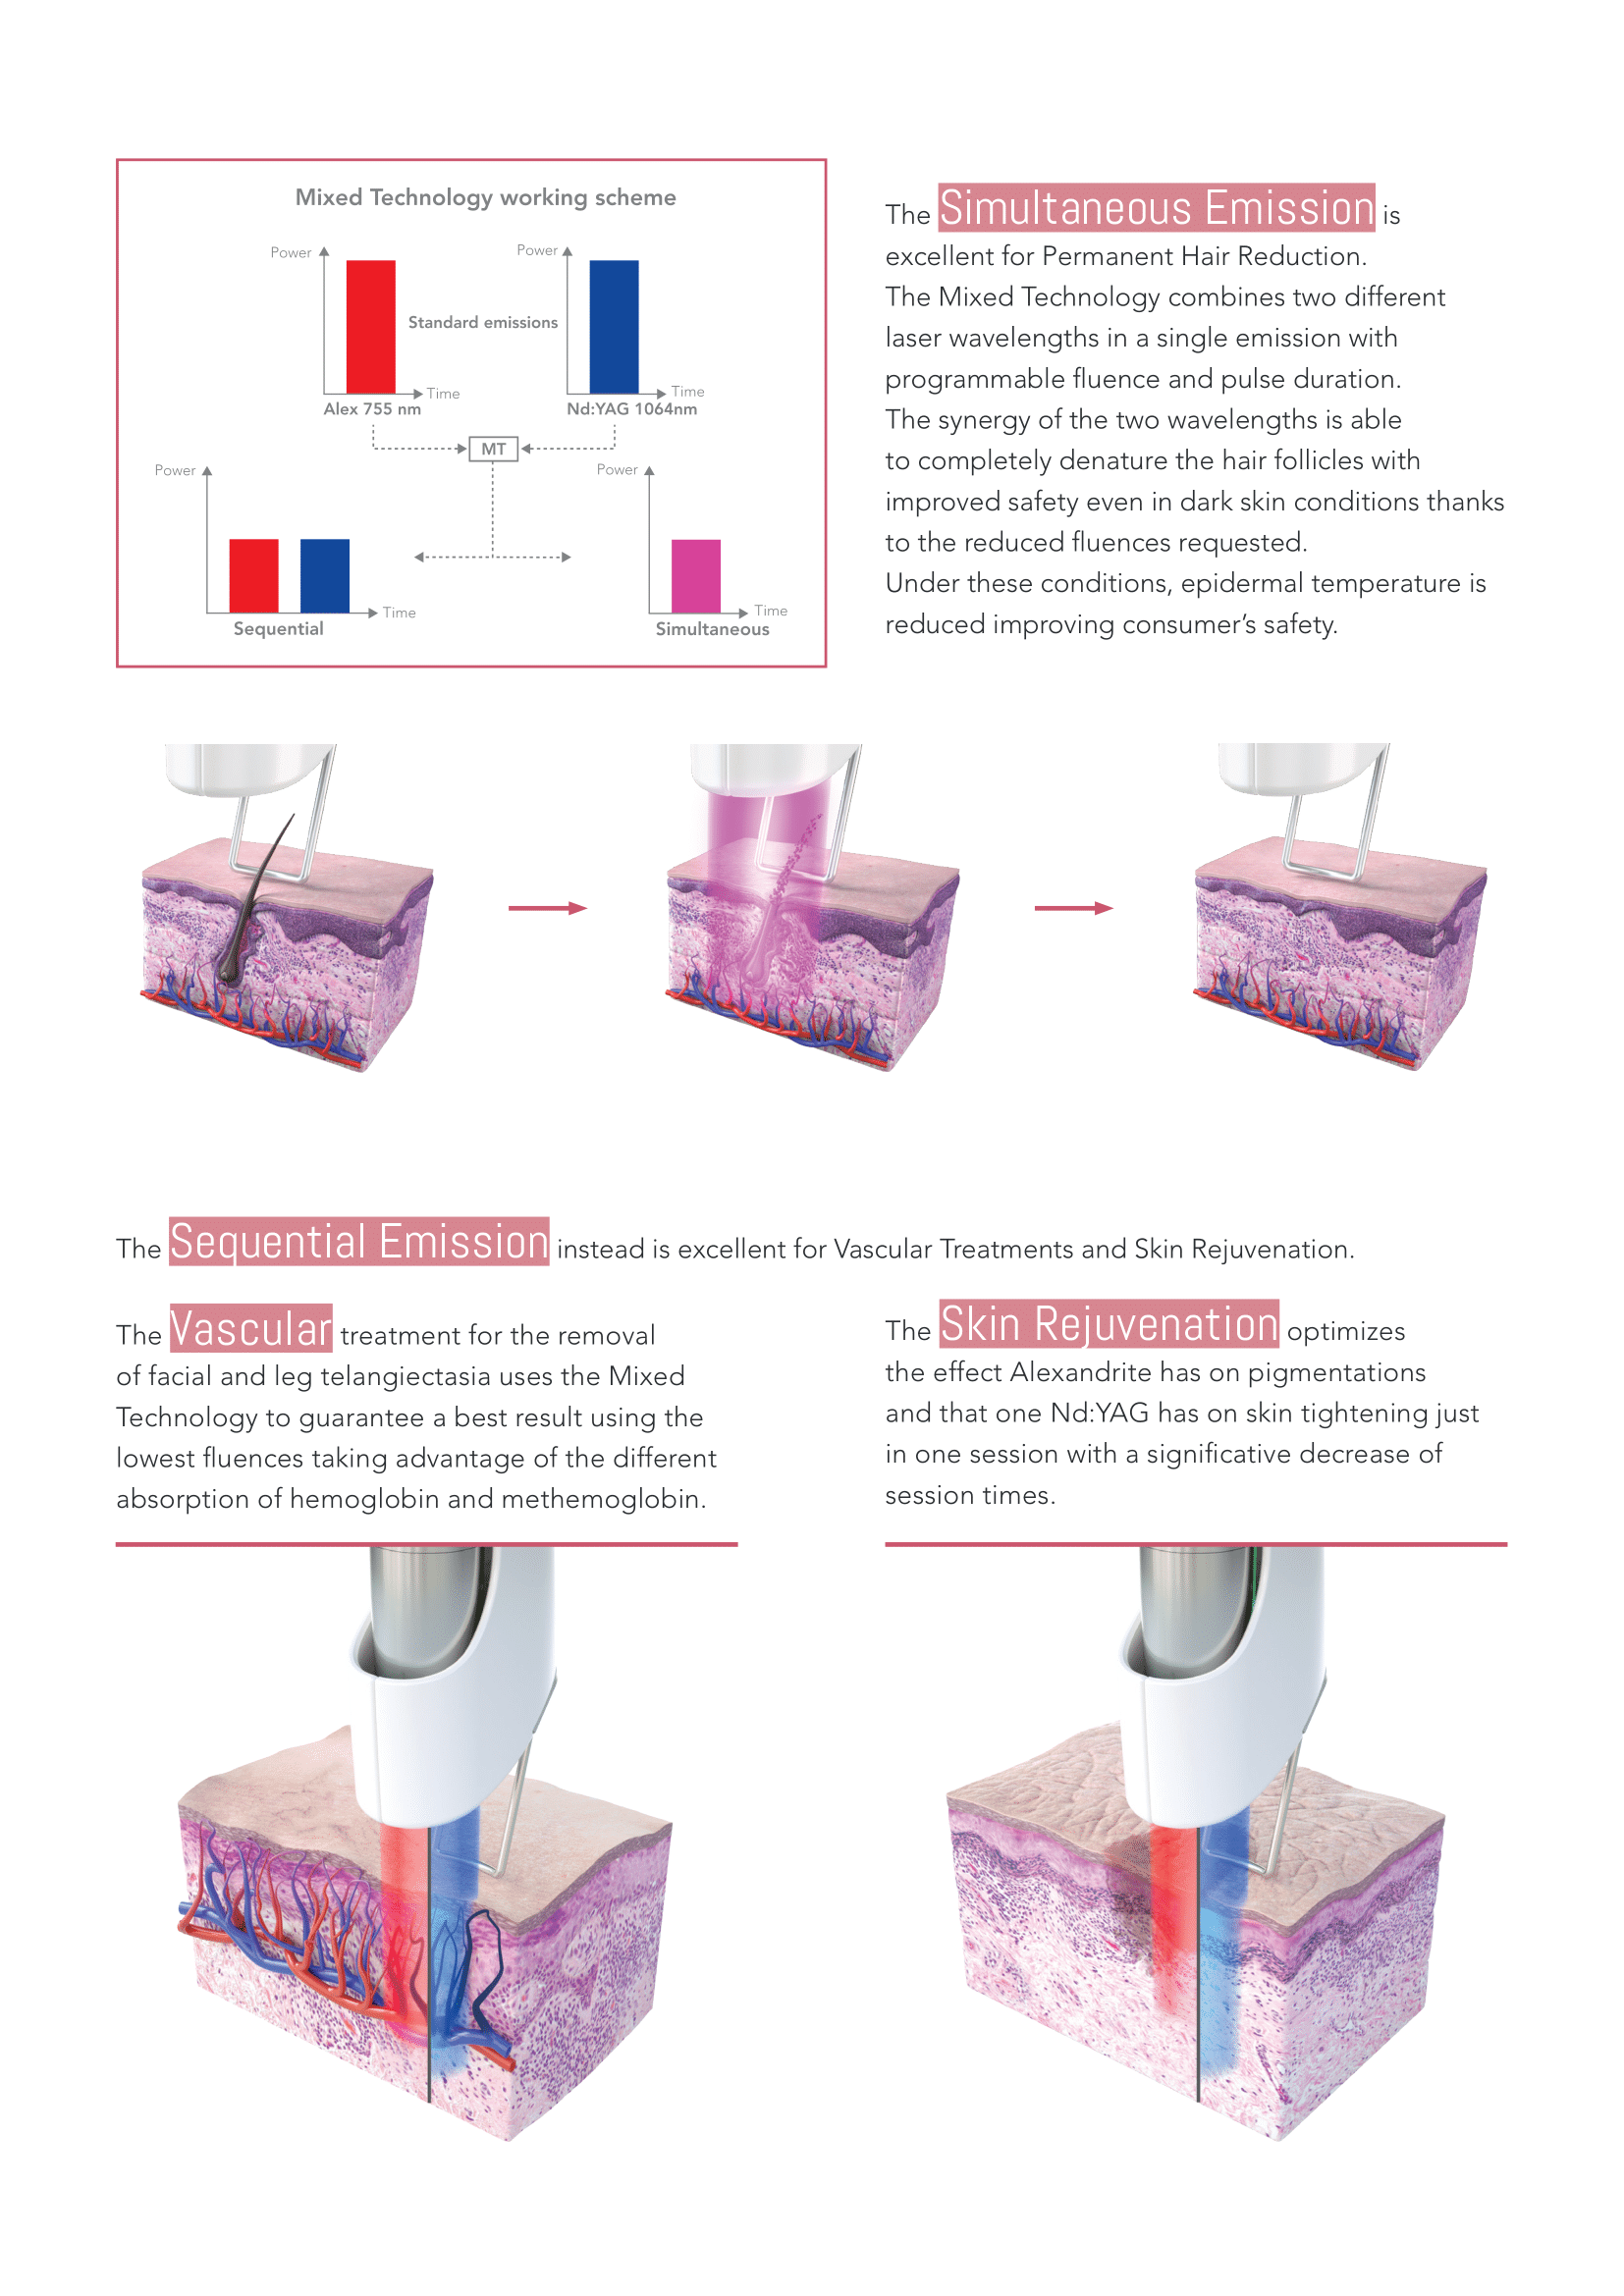 Mixed Technology working scheme
Power
Power
Standard emissions
Time
Time
Alex 755 nm
Nd:YAG 1064nm
MT
Power
Power
Time
Time
Sequential
Simultaneous
The Simultaneous Emission is
excellent for Permanent Hair Reduction.
The Mixed Technology combines two different
laser wavelengths in a single emission with
programmable fluence and pulse duration.
The synergy of the two wavelengths is able
to completely denature the hair follicles with
improved safety even in dark skin conditions thanks
to the reduced fluences requested.
Under these conditions, epidermal temperature is
reduced improving consumer’s safety.
The Sequential Emission instead is excellent for Vascular Treatments and Skin Rejuvenation.
The Vascular treatment for the removal
of facial and leg telangiectasia uses the Mixed
Technology to guarantee a best result using the
lowest fluences taking advantage of the different
absorption of hemoglobin and methemoglobin.
The Skin Rejuvenation optimizes
the effect Alexandrite has on pigmentations
and that one Nd:YAG has on skin tightening just
in one session with a significative decrease of
session times.